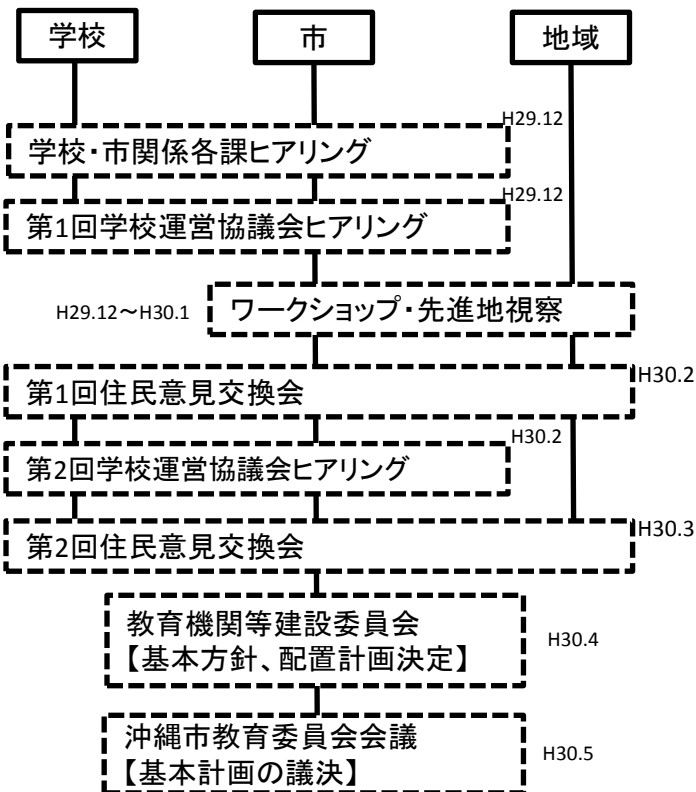 学校
市
地域
H29.12
学校・市関係各課ヒアリング
H29.12
第1回学校運営協議会ヒアリング
H29.12～H30.1
ワークショップ・先進地視察
H30.2
第1回住民意見交換会
H30.2
第2回学校運営協議会ヒアリング
H30.3
第2回住民意見交換会
教育機関等建設委員会
【基本方針、配置計画決定】
H30.4
沖縄市教育委員会会議
【基本計画の議決】
H30.5